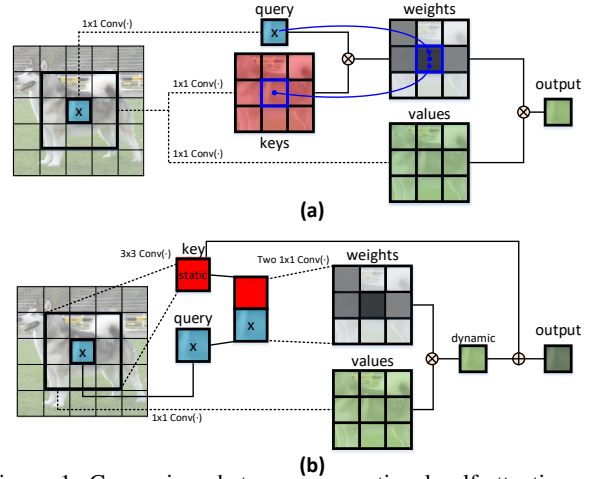 query
weights
1x1 Conv(·)
x
x
1x1 Conv(·)
output
values
keys
1x1 Conv(·)
(a)
key
3x3 Conv(·)
static
Two 1x1 Conv(·)
weights
query
x
x
x
dynamic
output
values
1x1 Conv(·)
(b)